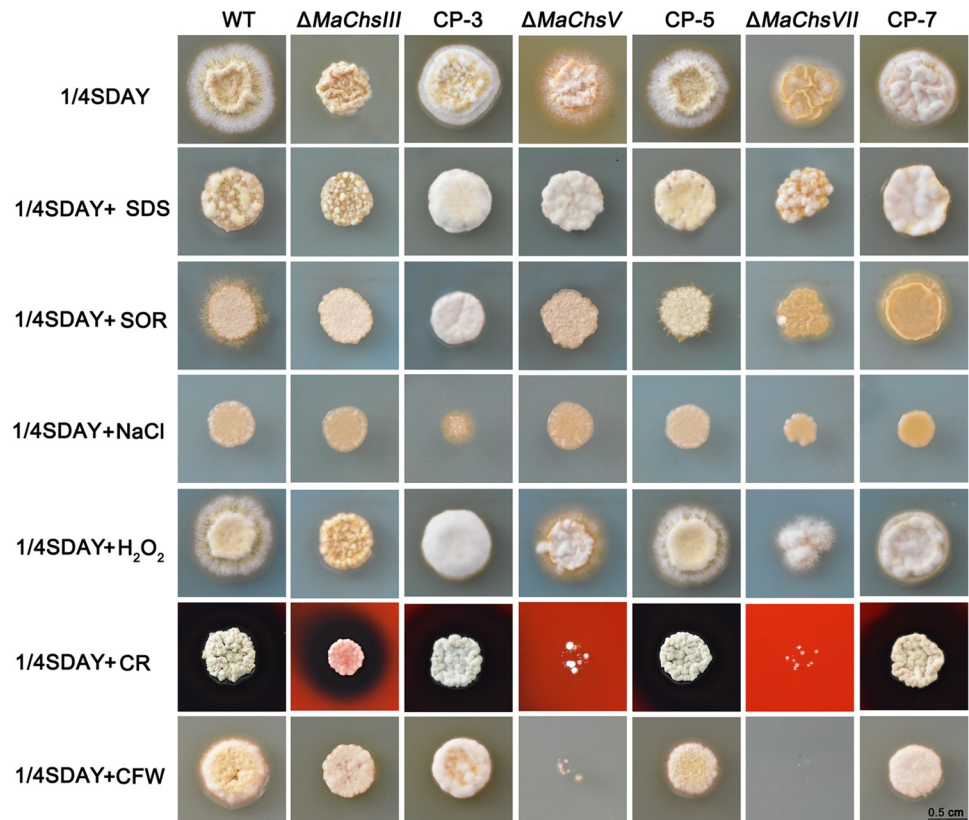 WT ΔMaChsIII CP-3 ΔMaChsV CP-5 ΔMaChsVII CP-7
1/4SDAY
1/4SDAY+ SDS
1/4SDAY+ SOR
1/4SDAY+NaCl
1/4SDAY+H₂O₂
1/4SDAY+CR
1/4SDAY+CFW
0.5 cm